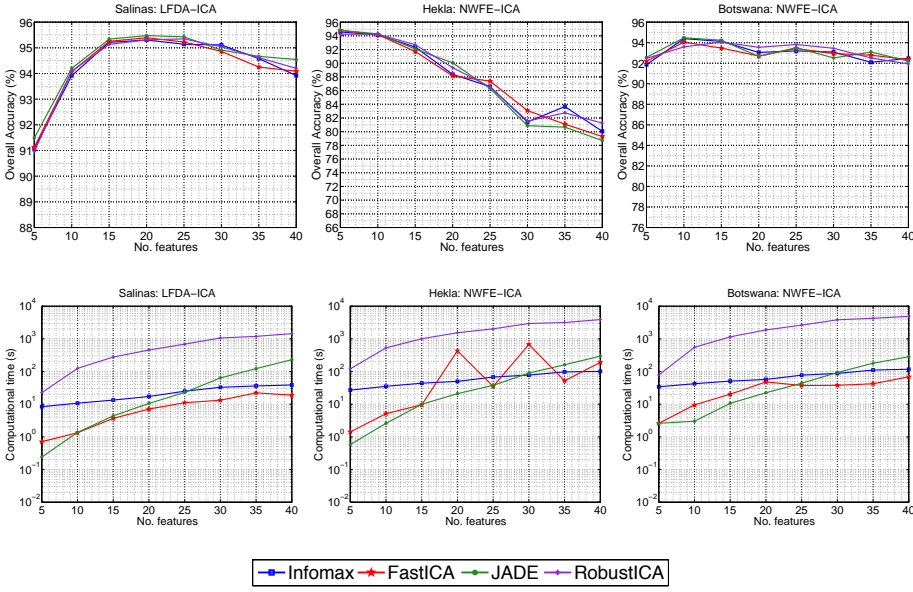 Salinas: LFDA−ICA
Overall Accuracy (%)
96
95
94
93
92
91
90
89
88
5 10 15 20 25 30 35 40
No. features
Hekla: NWFE−ICA
Overall Accuracy (%)
96
94
92
90
88
86
84
82
80
78
76
74
72
70
68
66
5 10 15 20 25 30 35 40
No. features
Botswana: NWFE−ICA
Overall Accuracy (%)
96
94
92
90
88
86
84
82
80
78
76
5 10 15 20 25 30 35 40
No. features
Salinas: LFDA−ICA
Computational time (s)
10^4
10^3
10^2
10^1
10^0
10^−1
10^−2
5 10 15 20 25 30 35 40
No. features
Hekla: NWFE−ICA
Computational time (s)
10^4
10^3
10^2
10^1
10^0
10^−1
10^−2
5 10 15 20 25 30 35 40
No. features
Botswana: NWFE−ICA
Computational time (s)
10^4
10^3
10^2
10^1
10^0
10^−1
10^−2
5 10 15 20 25 30 35 40
No. features
Infomax FastICA JADE RobustICA